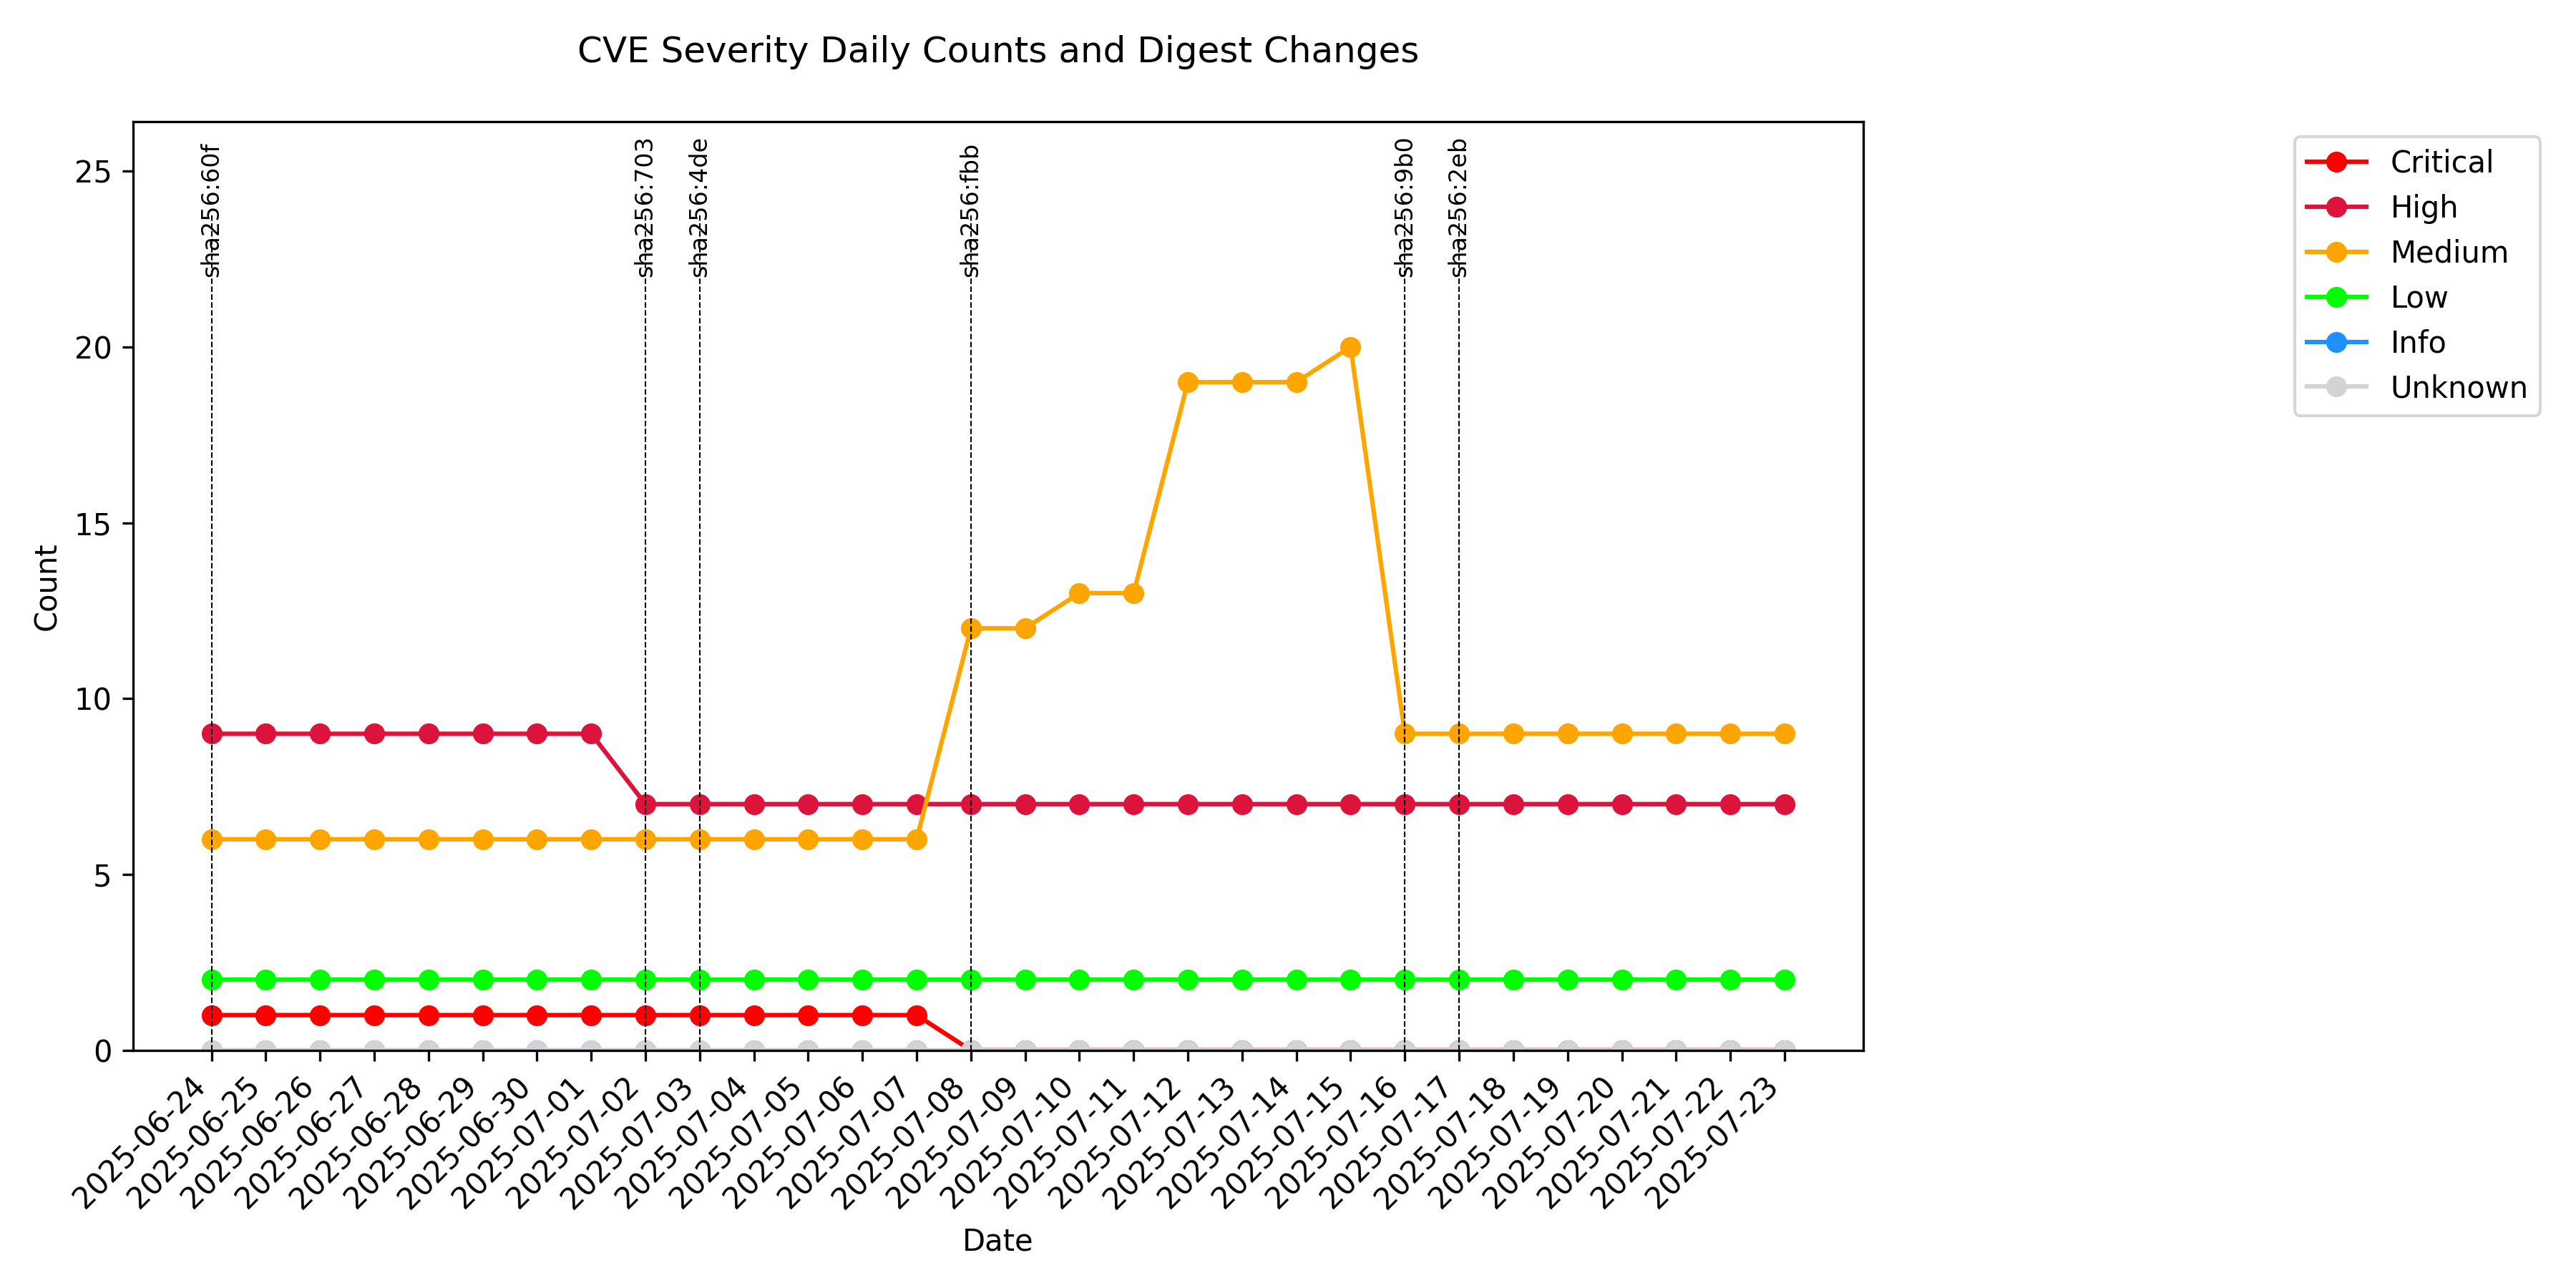 CVE Severity Daily Counts and Digest Changes
sha256:60f
sha256:703
sha256:4de
sha256:fbb
sha256:9b0
sha256:2eb
Critical
High
Medium
Low
Info
Unknown
Count
25
20
15
10
5
0
2025-06-24
2025-06-25
2025-06-26
2025-06-27
2025-06-28
2025-06-29
2025-06-30
2025-07-01
2025-07-02
2025-07-03
2025-07-04
2025-07-05
2025-07-06
2025-07-07
2025-07-08
2025-07-09
2025-07-10
2025-07-11
2025-07-12
2025-07-13
2025-07-14
2025-07-15
2025-07-16
2025-07-17
2025-07-18
2025-07-19
2025-07-20
2025-07-21
2025-07-22
2025-07-23
Date